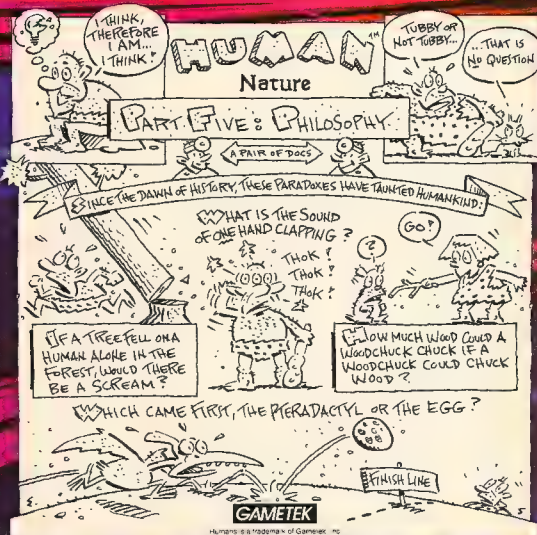 I THINK,
THEREFORE
I AM...
I THINK!
HUMAN™
Nature
TUBBY OR
NOT TUBBY...
...THAT IS
NO QUESTION
PART FIVE: PHILOSOPHY
A PAIR OF DOCS
SINCE THE DAWN OF HISTORY, THESE PARADOXES HAVE TAUNTED HUMANKIND:
WHAT IS THE SOUND
OF ONE HAND CLAPPING?
THOK!
THOK!
THOK!
?
GO!
IF A TREE FELL ON A
HUMAN ALONE IN THE
FOREST, WOULD THERE
BE A SCREAM?
HOW MUCH WOOD COULD A
WOODCHUCK CHUCK IF A
WOODCHUCK COULD CHUCK
WOOD?
WHICH CAME FIRST, THE PTERADACTYL OR THE EGG?
FINISH LINE
GAMETEK
Humans is a trademark of Gametek, Inc.